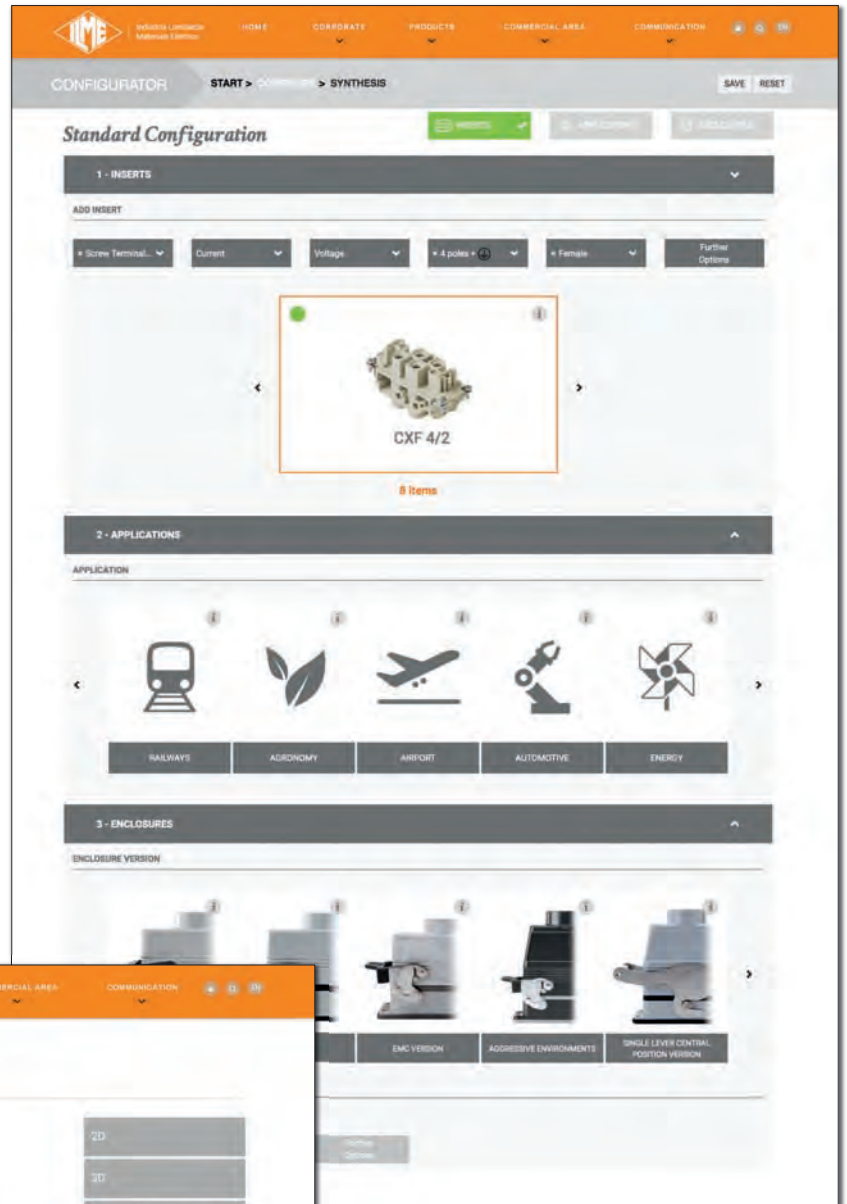 ILME
Industria Lombarda
Materiale Elettrico
HOME
CORPORATE
PRODUCTS
COMMERCIAL AREA
COMMUNICATION
EN
CONFIGURATOR
START >
> SYNTHESIS
SAVE
RESET
Standard Configuration
INSERTS
1 - INSERTS
ADD INSERT
× Screw Terminal...
Current
Voltage
× 4 poles +
× Female
Further
Options
CXF 4/2
8 Items
2 - APPLICATIONS
APPLICATION
RAILWAYS
AGRONOMY
AIRPORT
AUTOMOTIVE
ENERGY
3 - ENCLOSURES
ENCLOSURE VERSION
EMC VERSION
AGGRESSIVE ENVIRONMENTS
SINGLE LEVER CENTRAL
POSITION VERSION
Further
Options
MERCIAL AREA
COMMUNICATION
EN
2D
3D